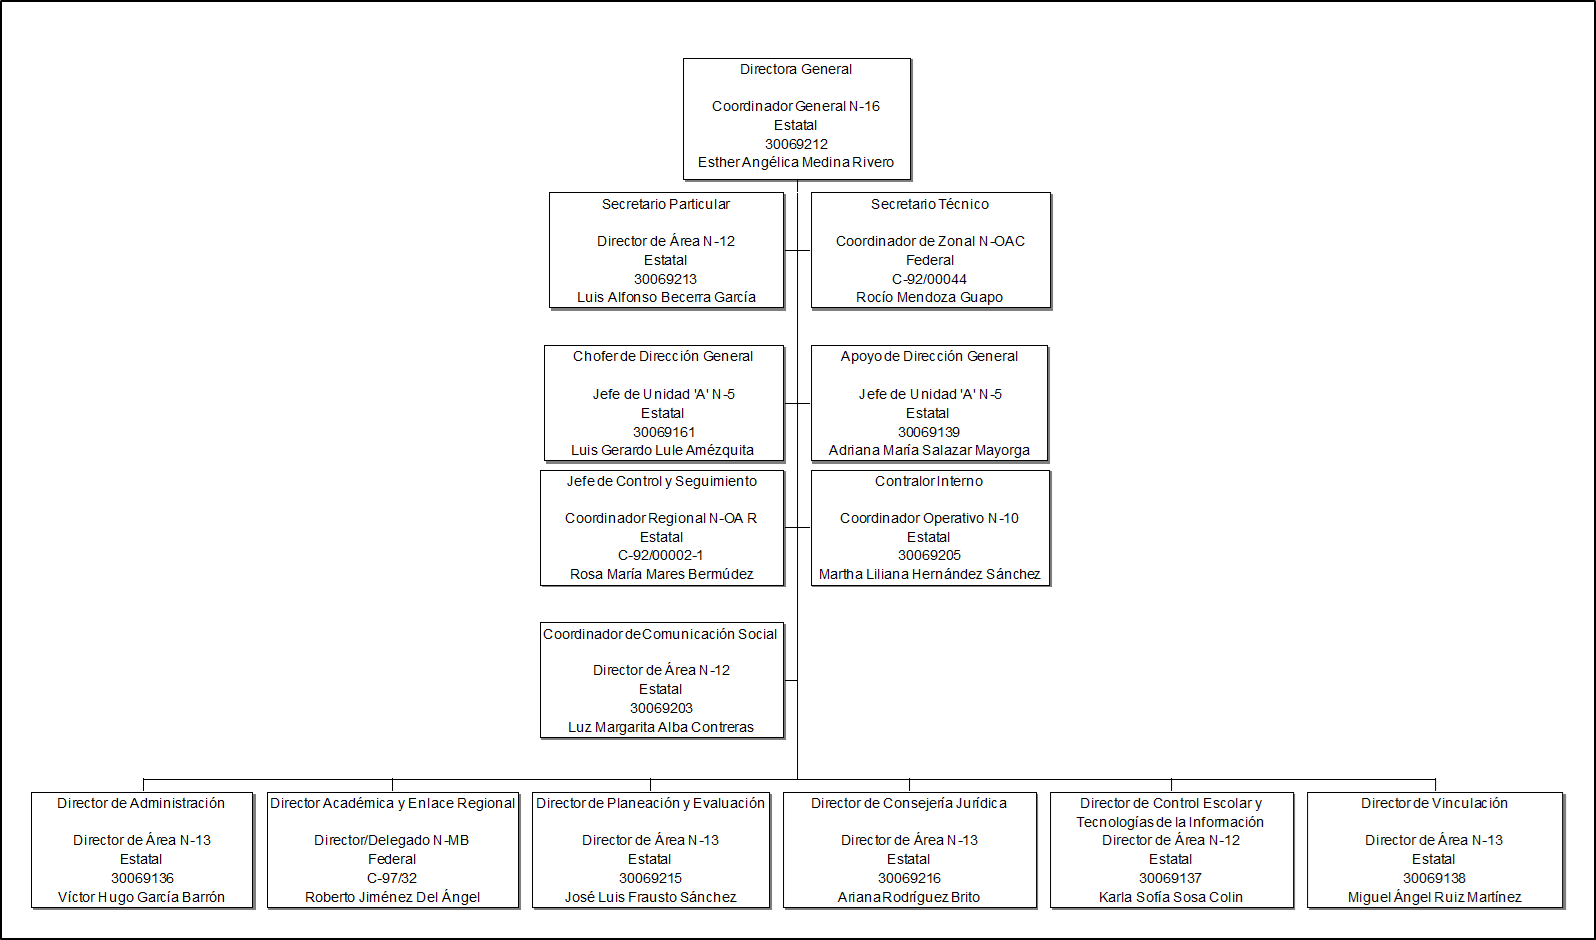 Directora General
Coordinador General N-16
Estatal
30069212
Esther Angélica Medina Rivero
Secretario Particular
Director de Área N-12
Estatal
30069213
Luis Alfonso Becerra García
Secretario Técnico
Coordinador de Zonal N-OAC
Federal
C-92/00044
Rocío Mendoza Guapo
Chofer de Dirección General
Jefe de Unidad 'A' N-5
Estatal
30069161
Luis Gerardo Lule Amézquita
Apoyo de Dirección General
Jefe de Unidad 'A' N-5
Estatal
30069139
Adriana María Salazar Mayorga
Jefe de Control y Seguimiento
Coordinador Regional N-OA R
Estatal
C-92/00002-1
Rosa María Mares Bermúdez
Contralor Interno
Coordinador Operativo N-10
Estatal
30069205
Martha Liliana Hernández Sánchez
Coordinador de Comunicación Social
Director de Área N-12
Estatal
30069203
Luz Margarita Alba Contreras
Director de Administración
Director de Área N-13
Estatal
30069136
Víctor Hugo García Barrón
Director Académica y Enlace Regional
Director/Delegado N-MB
Federal
C-97/32
Roberto Jiménez Del Ángel
Director de Planeación y Evaluación
Director de Área N-13
Estatal
30069215
José Luis Frausto Sánchez
Director de Consejería Jurídica
Director de Área N-13
Estatal
30069216
Ariana Rodríguez Brito
Director de Control Escolar y
Tecnologías de la Información
Director de Área N-12
Estatal
30069137
Karla Sofía Sosa Colin
Director de Vinculación
Director de Área N-13
Estatal
30069138
Miguel Ángel Ruiz Martínez